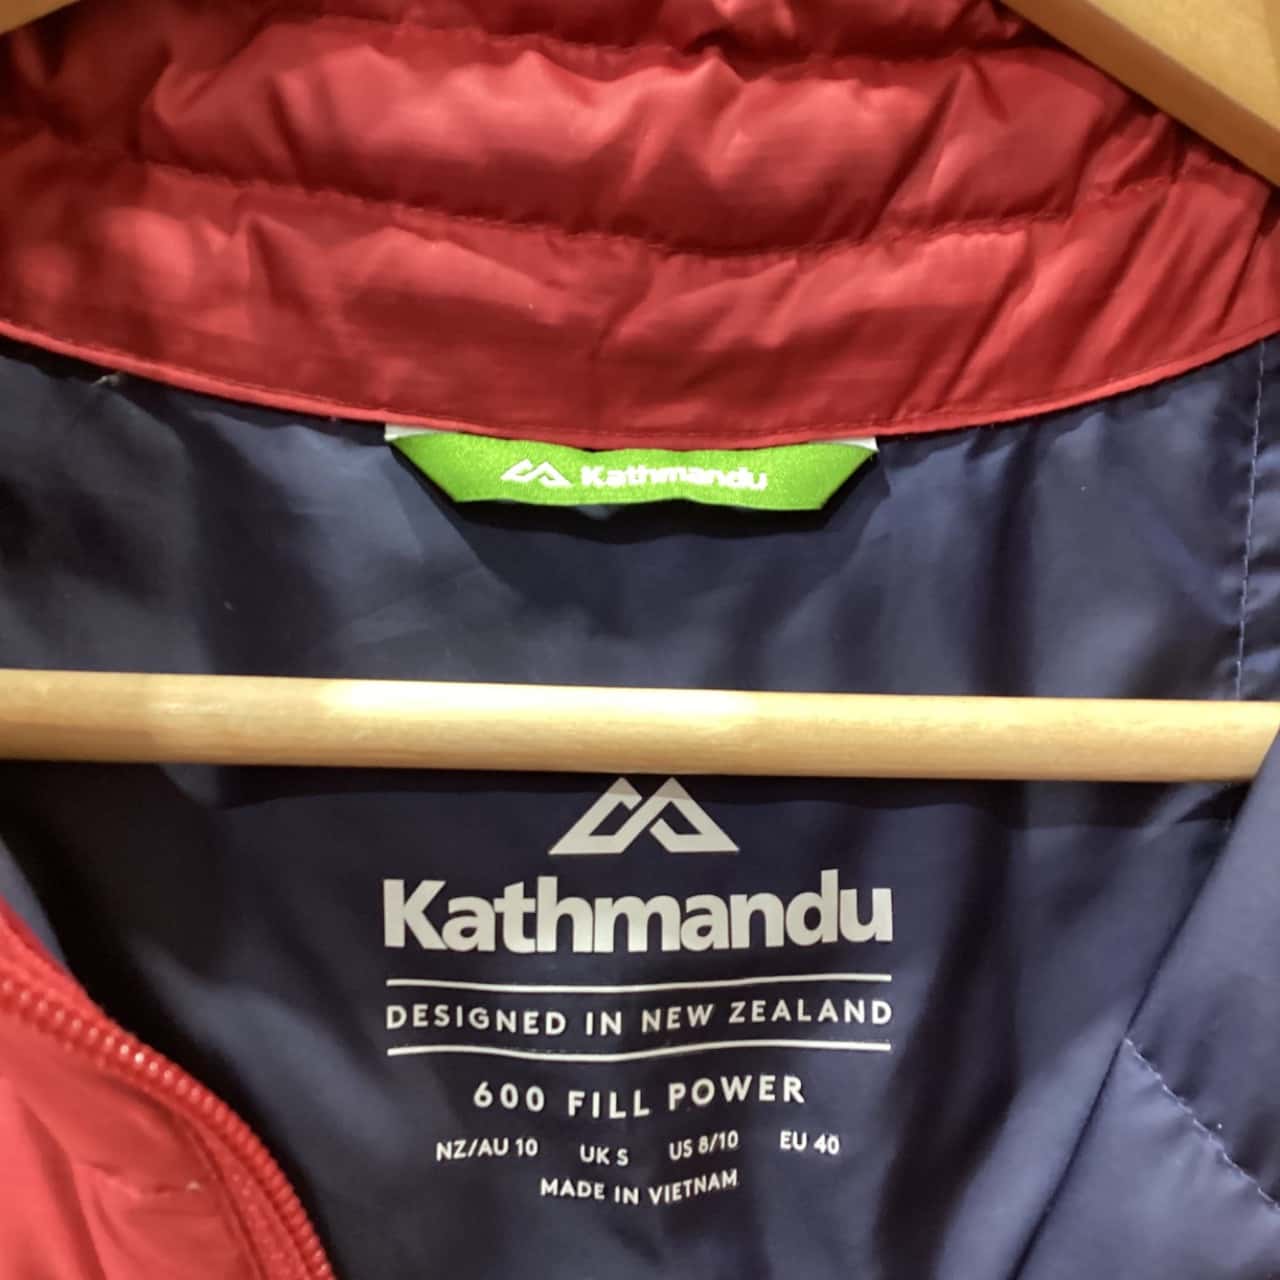 Kathmandu
Kathmandu
DESIGNED IN NEW ZEALAND
600 FILL POWER
NZ/AU 10 UK S US 8/10 EU 40
MADE IN VIETNAM